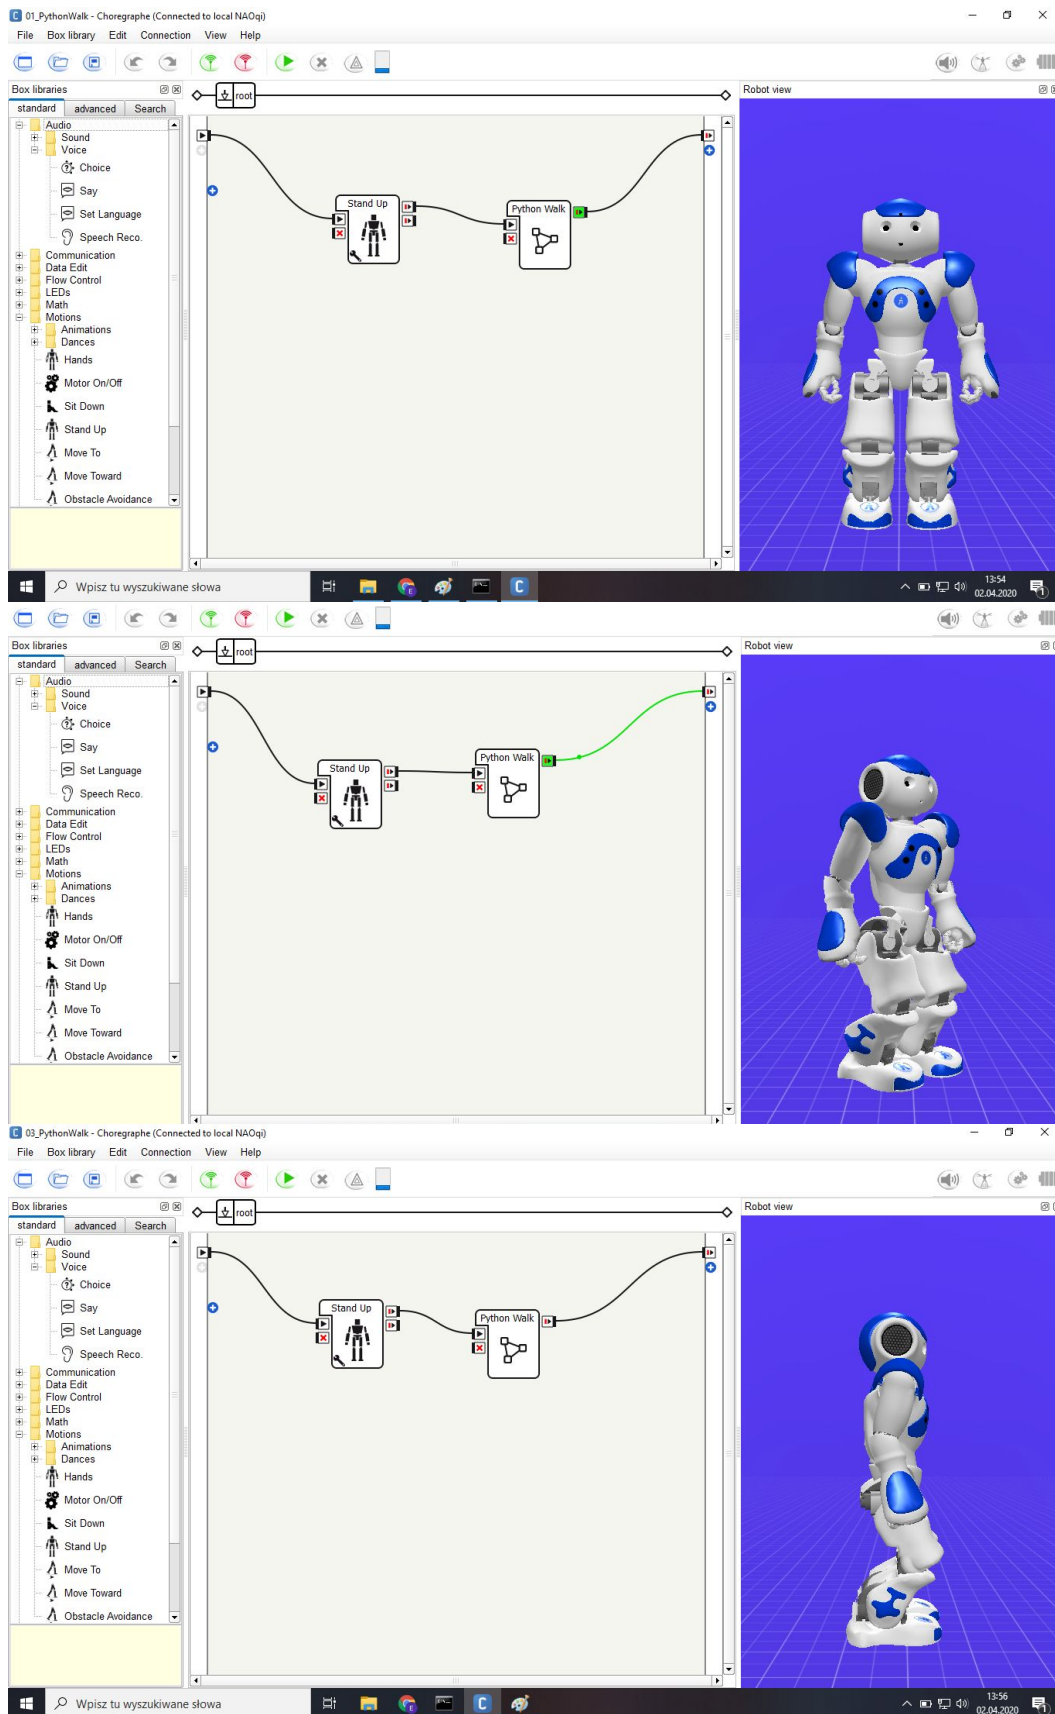 01_PythonWalk - Choregraphe (Connected to local NAOqi)
File Box library Edit Connection View Help
Box libraries
root
Robot view
standard advanced Search
Audio
Sound
Voice
Choice
Say
Set Language
Speech Reco.
Communication
Data Edit
Flow Control
LEDs
Math
Motions
Animations
Dances
Hands
Motor On/Off
Sit Down
Stand Up
Move To
Move Toward
Obstacle Avoidance
Stand Up
Python Walk
Wpisz tu wyszukiwane słowa
13:54
02.04.2020
Box libraries
root
Robot view
standard advanced Search
Audio
Sound
Voice
Choice
Say
Set Language
Speech Reco.
Communication
Data Edit
Flow Control
LEDs
Math
Motions
Animations
Dances
Hands
Motor On/Off
Sit Down
Stand Up
Move To
Move Toward
Obstacle Avoidance
Stand Up
Python Walk
03_PythonWalk - Choregraphe (Connected to local NAOqi)
File Box library Edit Connection View Help
Box libraries
root
Robot view
standard advanced Search
Audio
Sound
Voice
Choice
Say
Set Language
Speech Reco.
Communication
Data Edit
Flow Control
LEDs
Math
Motions
Animations
Dances
Hands
Motor On/Off
Sit Down
Stand Up
Move To
Move Toward
Obstacle Avoidance
Stand Up
Python Walk
Wpisz tu wyszukiwane słowa
13:56
02.04.2020